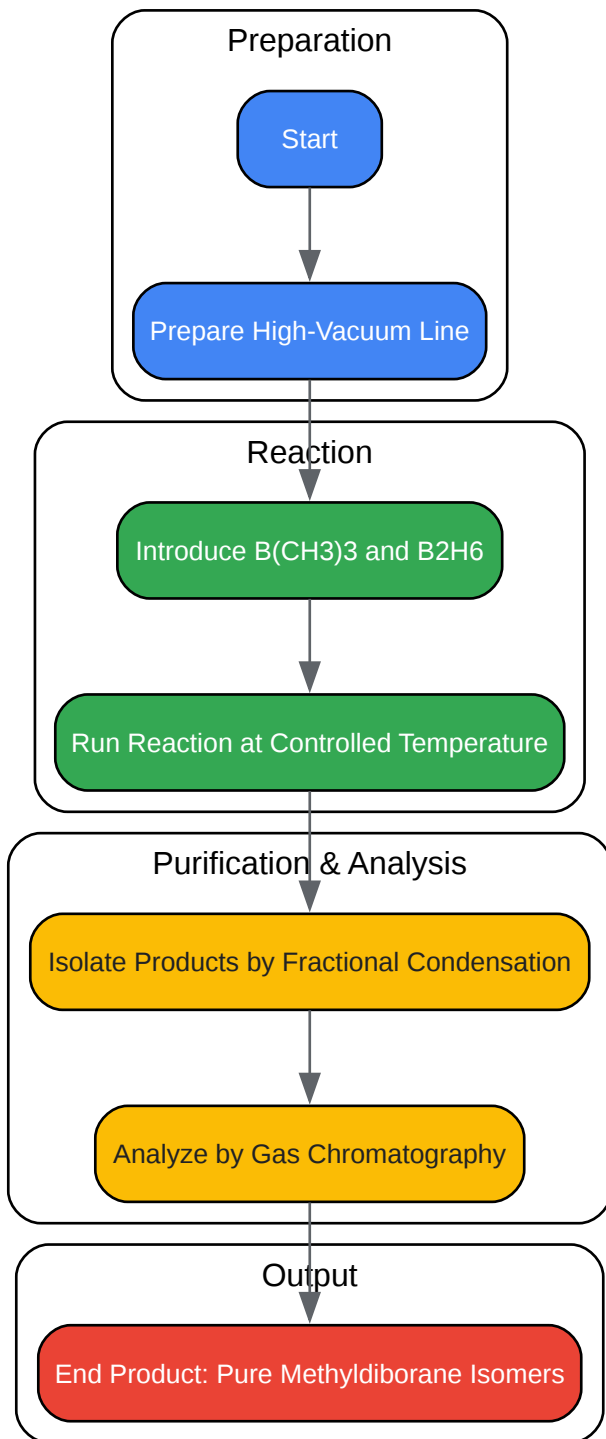 Preparation
Start
Prepare High-Vacuum Line
Reaction
Introduce B(CH3)3 and B2H6
Run Reaction at Controlled Temperature
Purification & Analysis
Isolate Products by Fractional Condensation
Analyze by Gas Chromatography
Output
End Product: Pure Methyldiborane Isomers